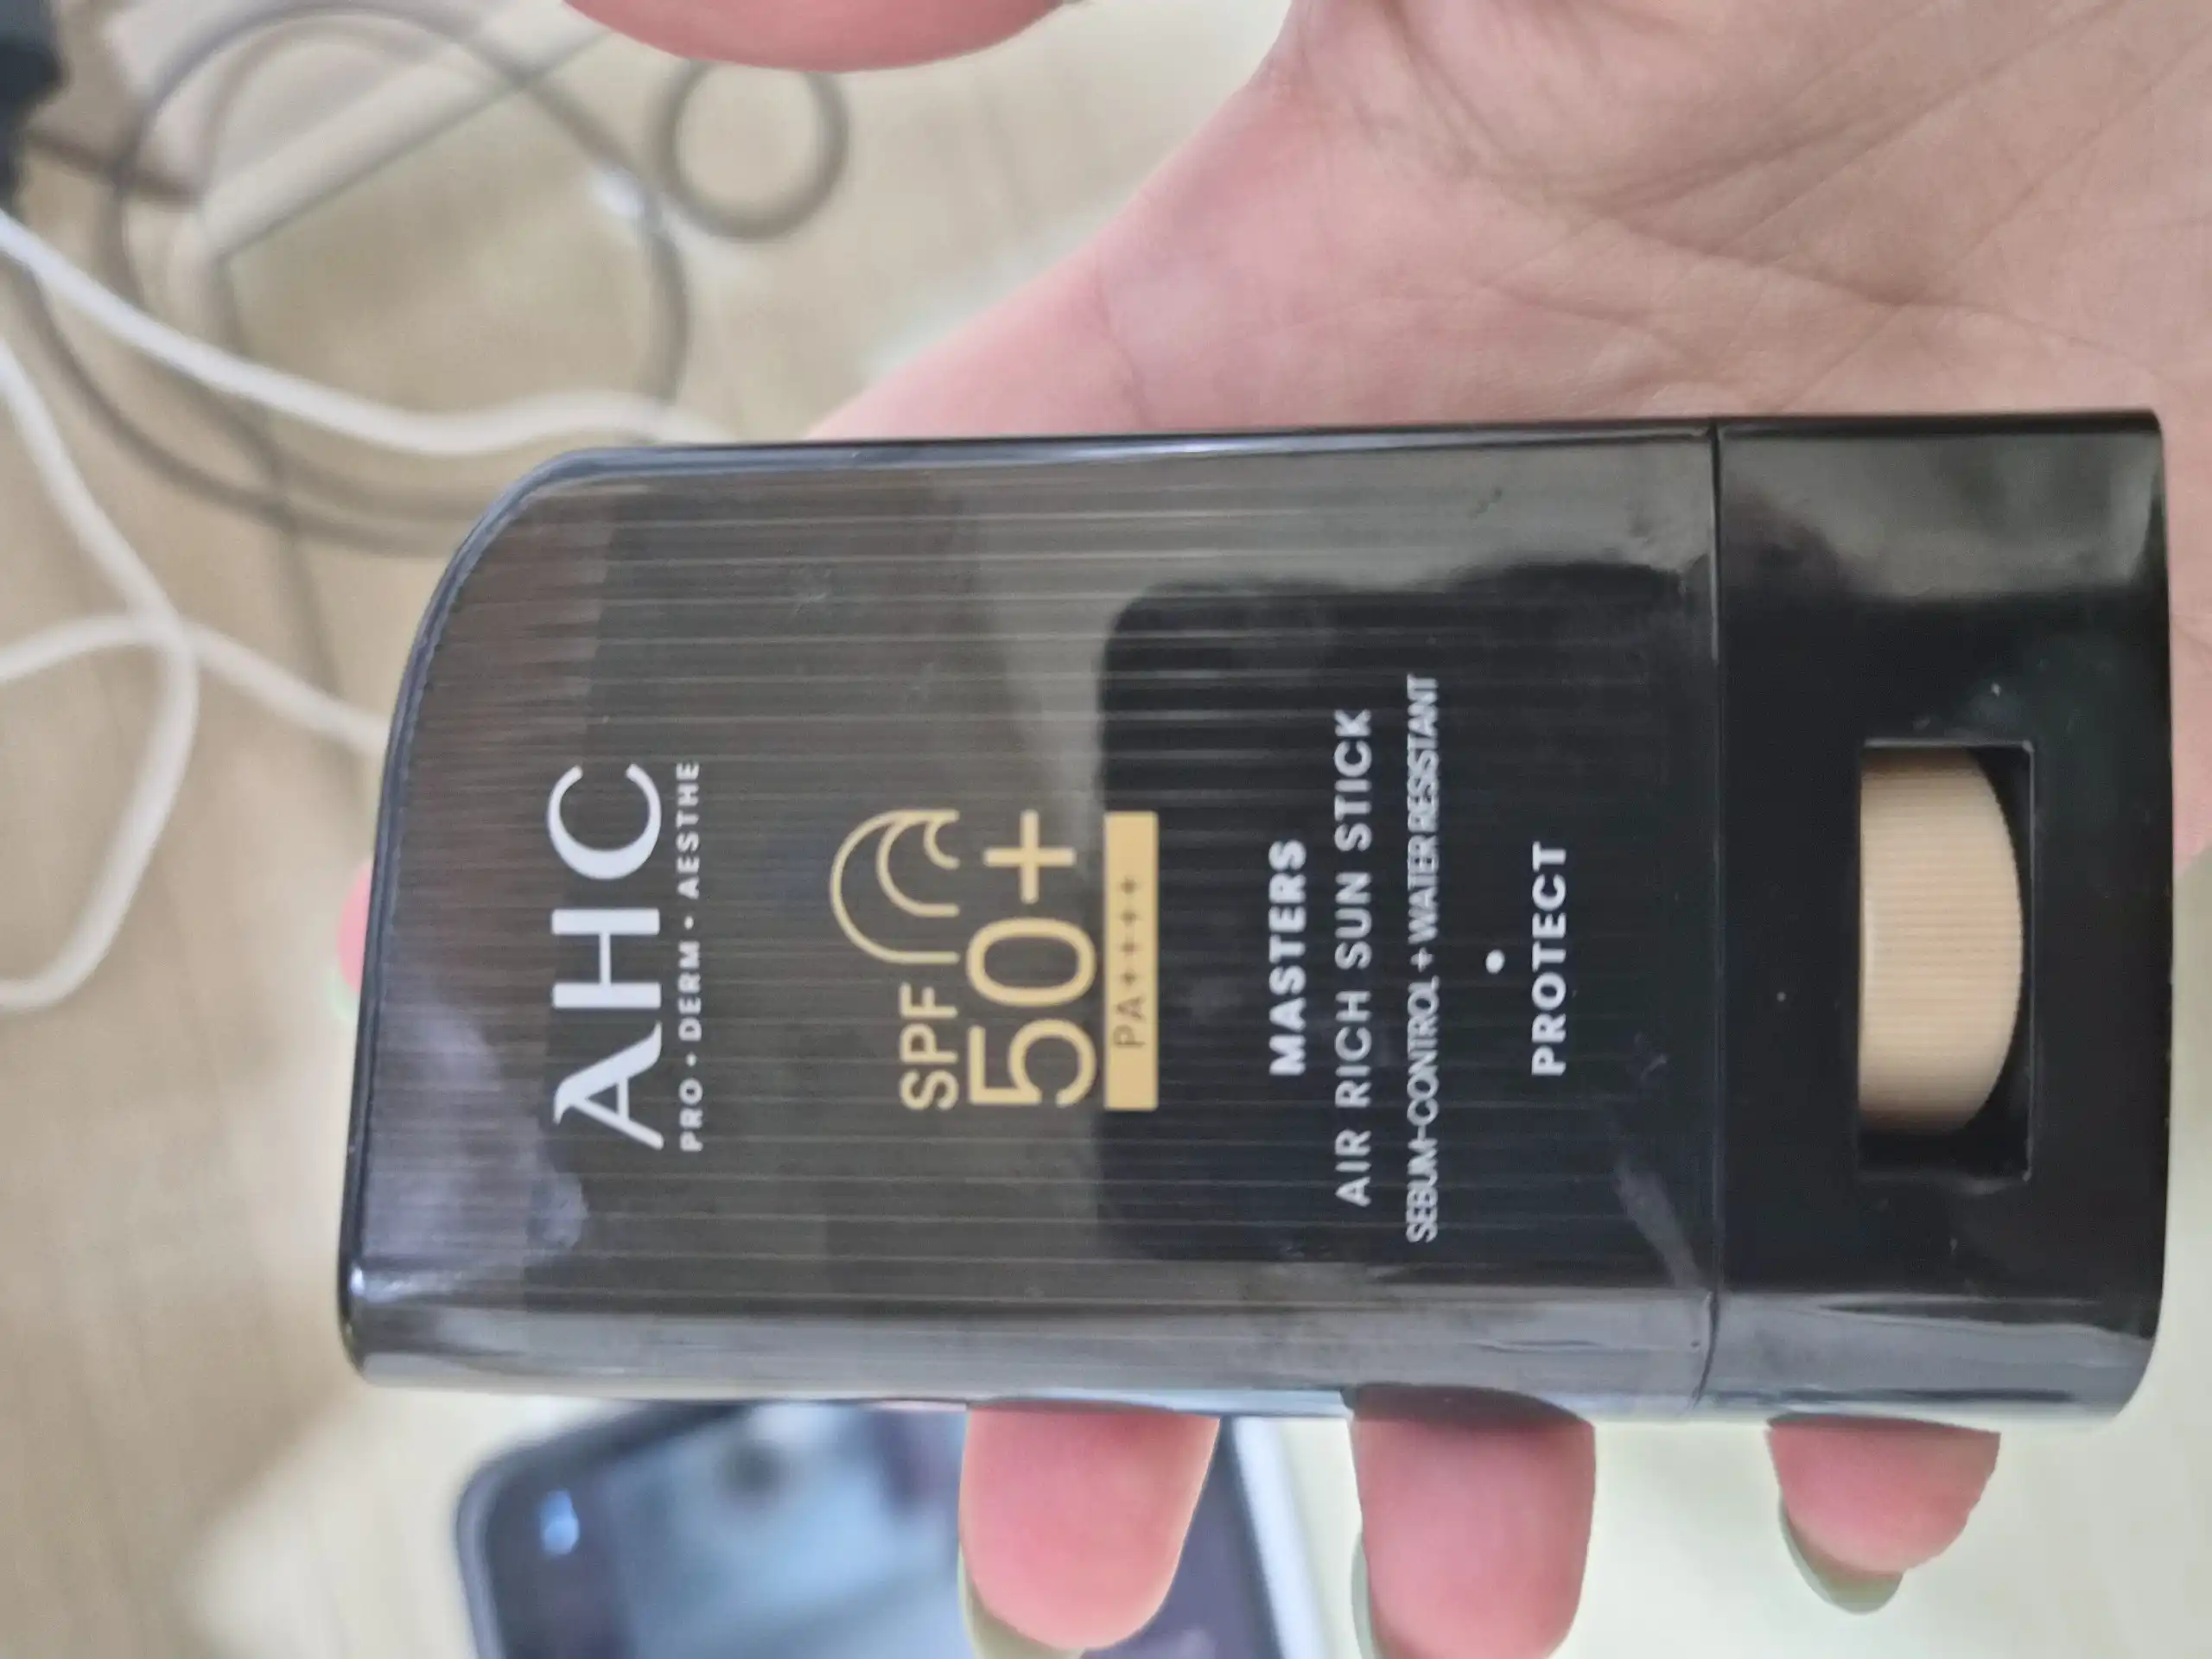 AHC
PRO • DERM • AESTHE
SPF
50+
PA++++
MASTERS
AIR RICH SUN STICK
SEBUM-CONTROL + WATER RESISTANT
PROTECT